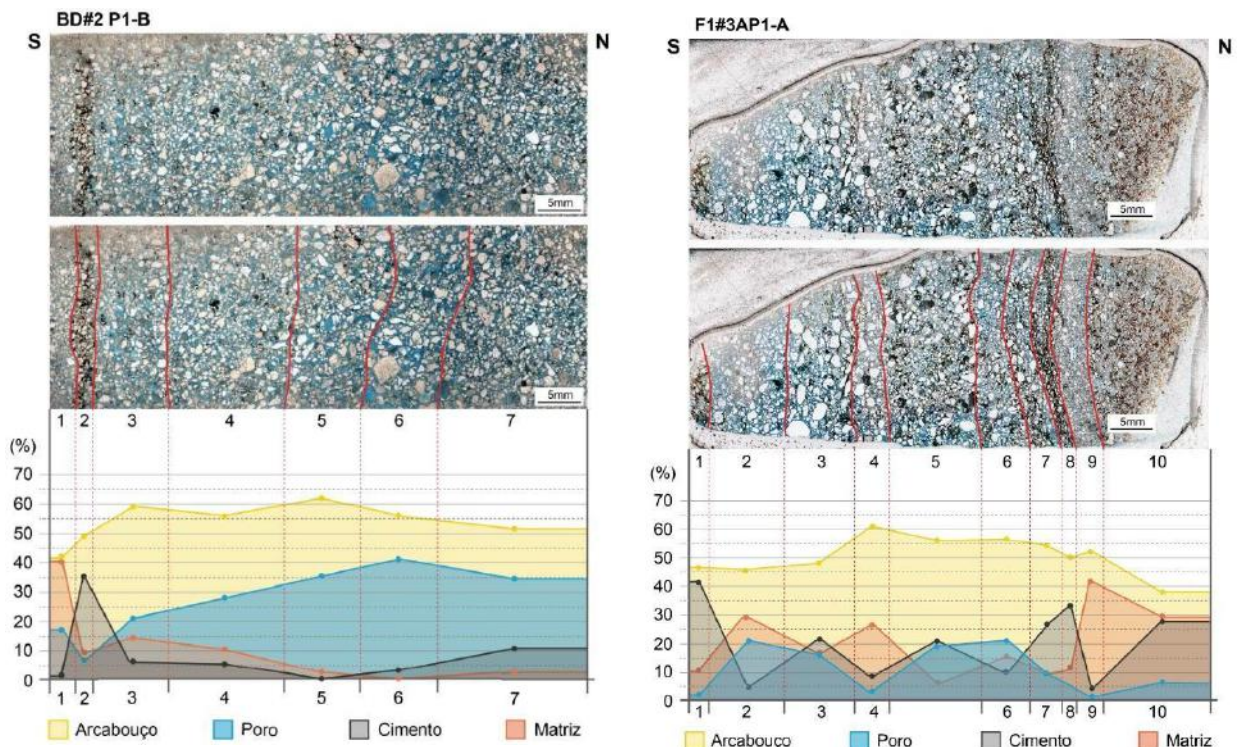 BD#2 P1-B
S
N
5mm
5mm
1 2 3 4 5 6 7
(%)
70
60
50
40
30
20
10
0
1 2 3 4 5 6 7
Arcabouço Poro Cimento Matriz
F1#3AP1-A
S
N
5mm
5mm
1 2 3 4 5 6 7 8 9 10
(%)
70
60
50
40
30
20
10
0
1 2 3 4 5 6 7 8 9 10
Arcabouço Poro Cimento Matriz